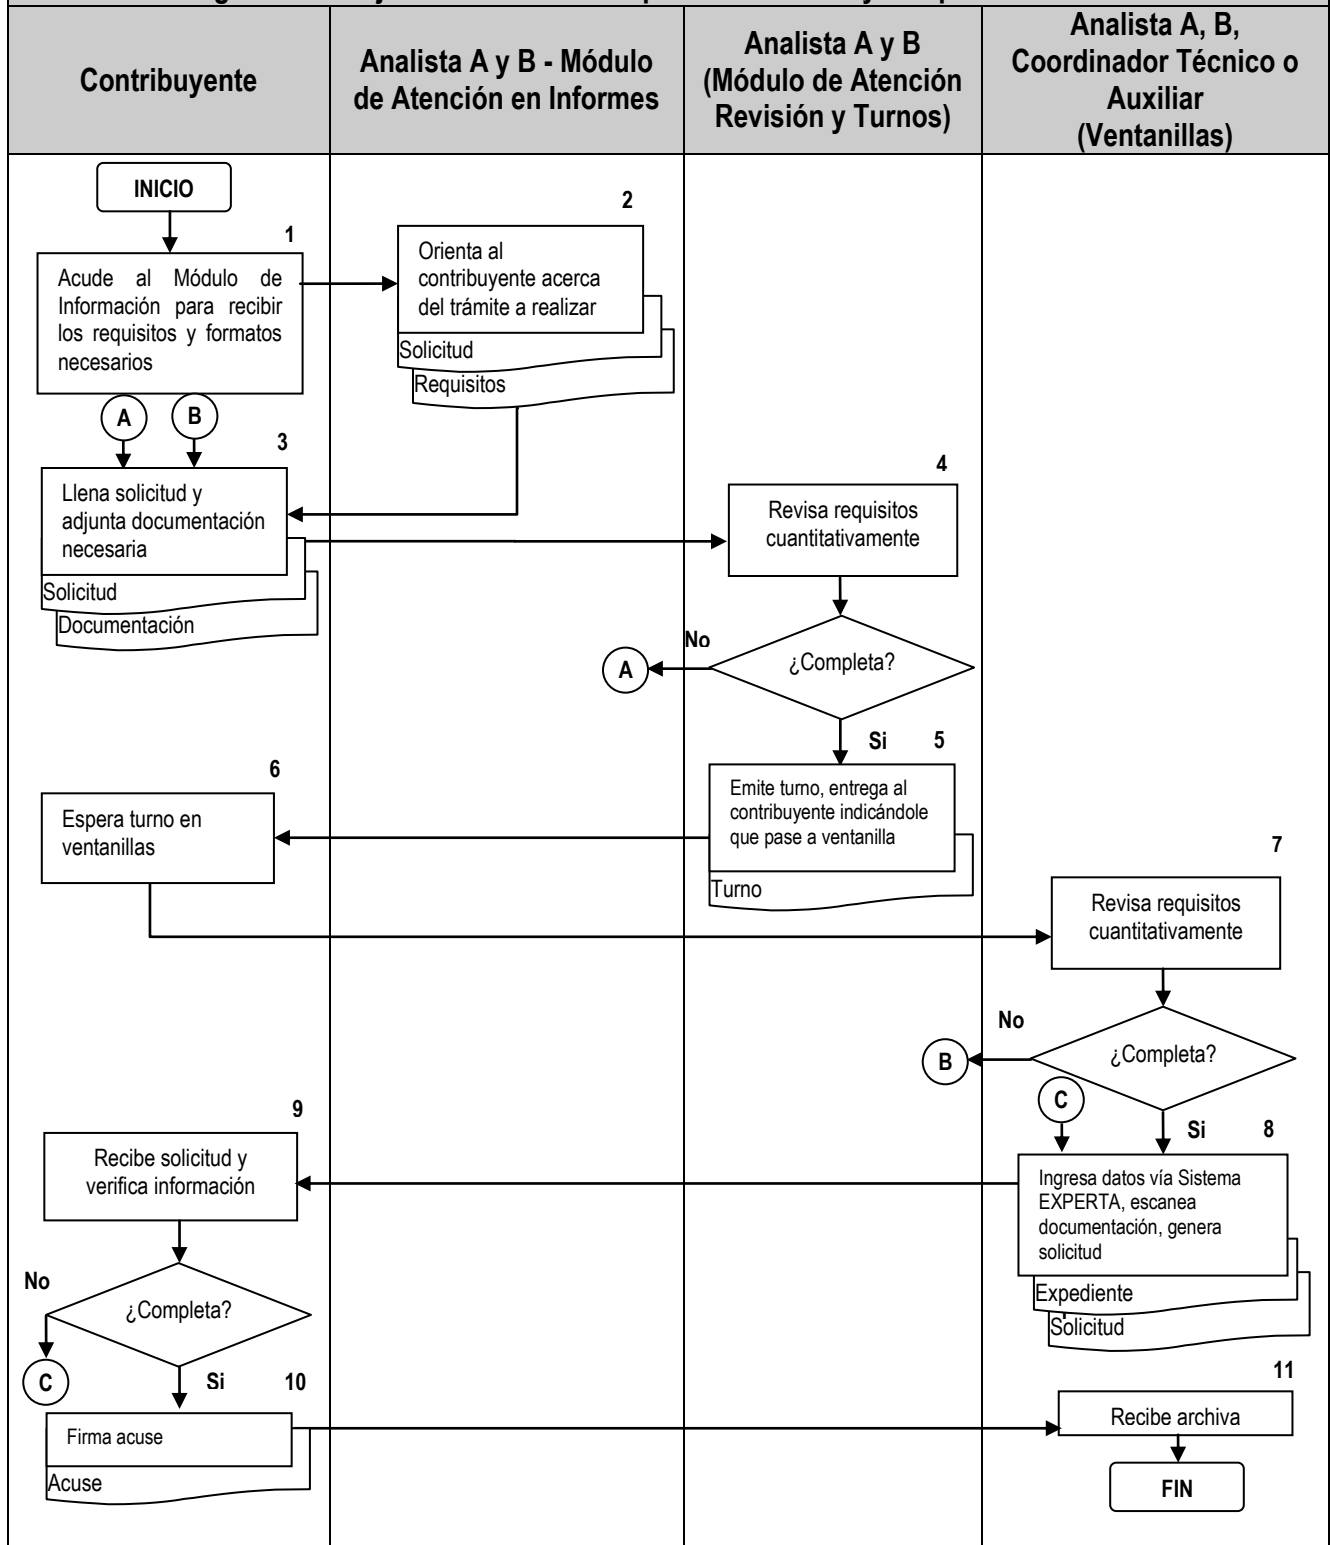 Contribuyente
Analista A y B - Módulo
de Atención en Informes
Analista A y B
(Módulo de Atención
Revisión y Turnos)
Analista A, B,
Coordinador Técnico o
Auxiliar
(Ventanillas)
INICIO
1
Acude al Módulo de
Información para recibir
los requisitos y formatos
necesarios
2
Orienta al
contribuyente acerca
del trámite a realizar
Solicitud
Requisitos
A
B
3
Llena solicitud y
adjunta documentación
necesaria
Solicitud
Documentación
4
Revisa requisitos
cuantitativamente
No
¿Completa?
A
Si
5
Emite turno, entrega al
contribuyente indicándole
que pase a ventanilla
Turno
6
Espera turno en
ventanillas
7
Revisa requisitos
cuantitativamente
No
¿Completa?
B
C
Si
8
Ingresa datos vía Sistema
EXPERTA, escanea
documentación, genera
solicitud
Expediente
Solicitud
9
Recibe solicitud y
verifica información
No
¿Completa?
C
Si
10
Firma acuse
Acuse
11
Recibe archiva
FIN